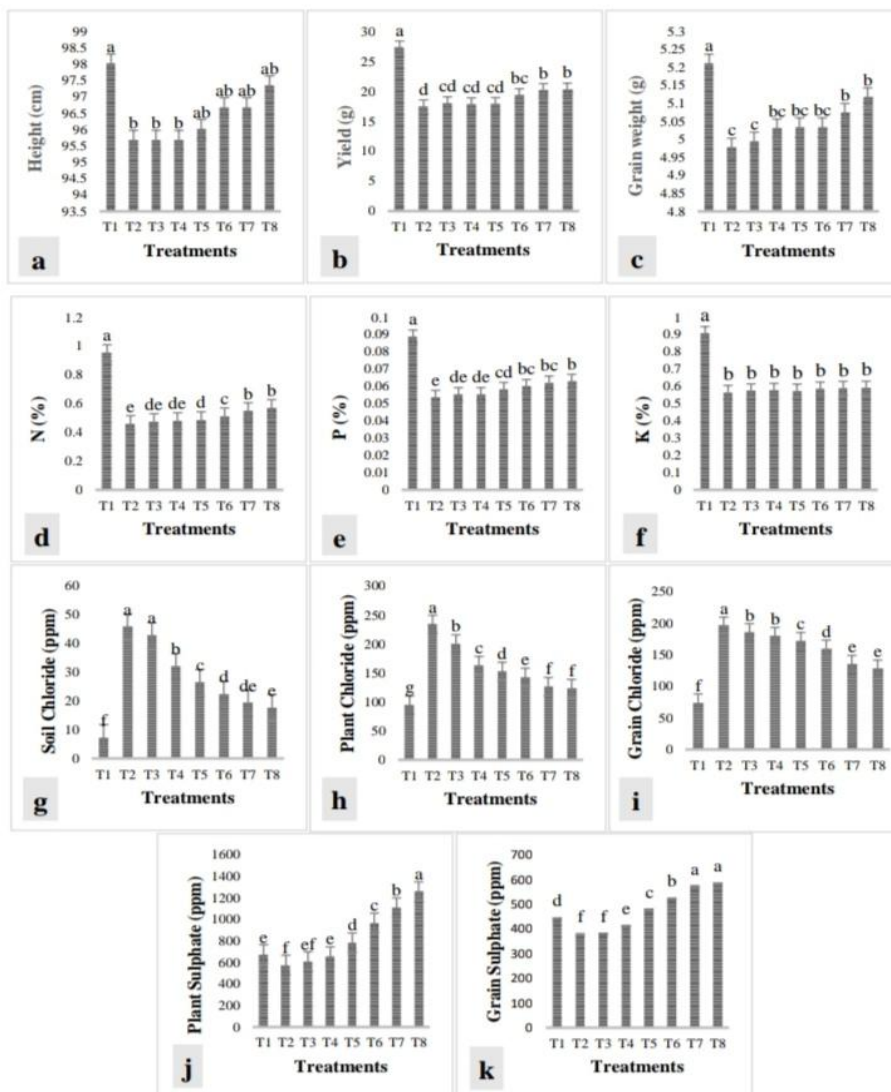 Height (cm)
99
98.5
98
97.5
97
96.5
96
95.5
95
94.5
94
93.5
a b b b ab ab ab ab
T1 T2 T3 T4 T5 T6 T7 T8
Treatments
a
Yield (g)
30
25
20
15
10
5
0
a d cd cd cd bc b b
T1 T2 T3 T4 T5 T6 T7 T8
Treatments
b
Grain weight (g)
5.3
5.25
5.2
5.15
5.1
5.05
5
4.95
4.9
4.85
4.8
a c c bc bc bc b b
T1 T2 T3 T4 T5 T6 T7 T8
Treatments
c
N (%)
1.2
1
0.8
0.6
0.4
0.2
0
a e de de d c b b
T1 T2 T3 T4 T5 T6 T7 T8
Treatments
d
P (%)
0.1
0.09
0.08
0.07
0.06
0.05
0.04
0.03
0.02
0.01
0
a e de de cd bc bc b
T1 T2 T3 T4 T5 T6 T7 T8
Treatments
e
K (%)
1
0.9
0.8
0.7
0.6
0.5
0.4
0.3
0.2
0.1
0
a b b b b b b b
T1 T2 T3 T4 T5 T6 T7 T8
Treatments
f
Soil Chloride (ppm)
60
50
40
30
20
10
0
f a a b c d de e
T1 T2 T3 T4 T5 T6 T7 T8
Treatments
g
Plant Chloride (ppm)
300
250
200
150
100
50
0
g a b c d e f f
T1 T2 T3 T4 T5 T6 T7 T8
Treatments
h
Grain Chloride (ppm)
250
200
150
100
50
0
f a b b c d e e
T1 T2 T3 T4 T5 T6 T7 T8
Treatments
i
Plant Sulphate (ppm)
1600
1400
1200
1000
800
600
400
200
0
e f ef e d c b a
T1 T2 T3 T4 T5 T6 T7 T8
Treatments
j
Grain Sulphate (ppm)
700
600
500
400
300
200
100
0
d f f e c b a a
T1 T2 T3 T4 T5 T6 T7 T8
Treatments
k